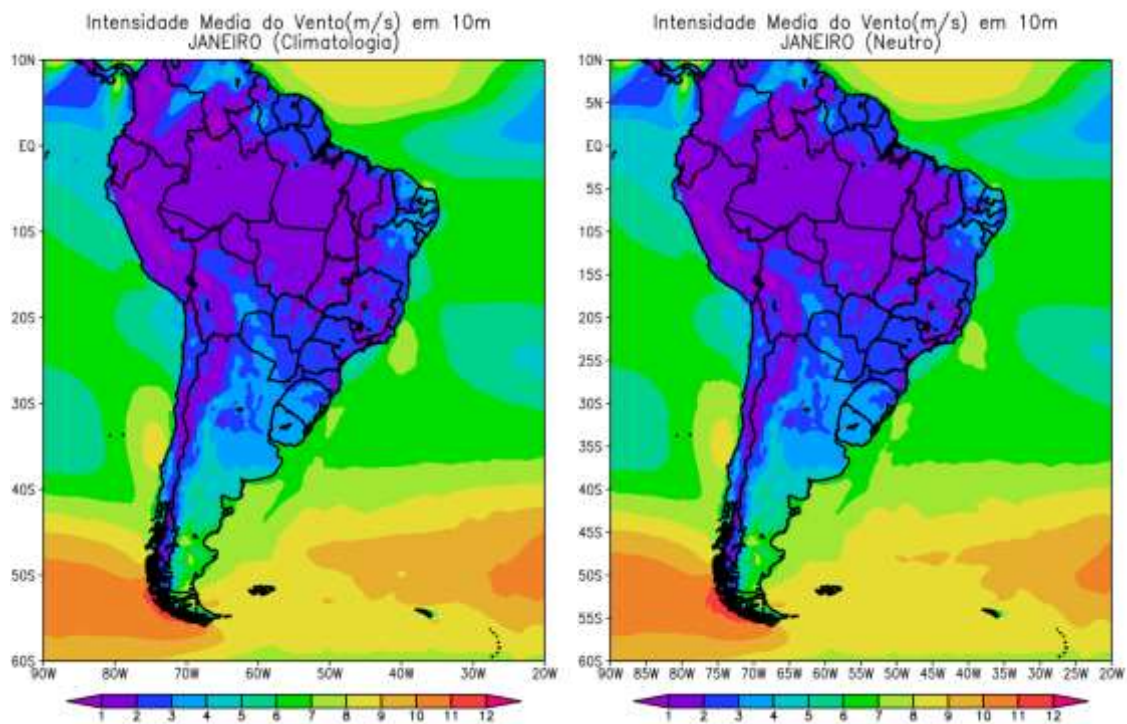 Intensidade Media do Vento(m/s) em 10m
JANEIRO (Climatologia)
10N
EQ
10S
20S
30S
40S
50S
60S
90W 80W 70W 60W 50W 40W 30W 20W
1 2 3 4 5 6 7 8 9 10 11 12
Intensidade Media do Vento(m/s) em 10m
JANEIRO (Neutro)
10N
5N
EQ
5S
10S
15S
20S
25S
30S
35S
40S
45S
50S
55S
60S
90W 85W 80W 75W 70W 65W 60W 55W 50W 45W 40W 35W 30W 25W 20W
1 2 3 4 5 6 7 8 9 10 11 12